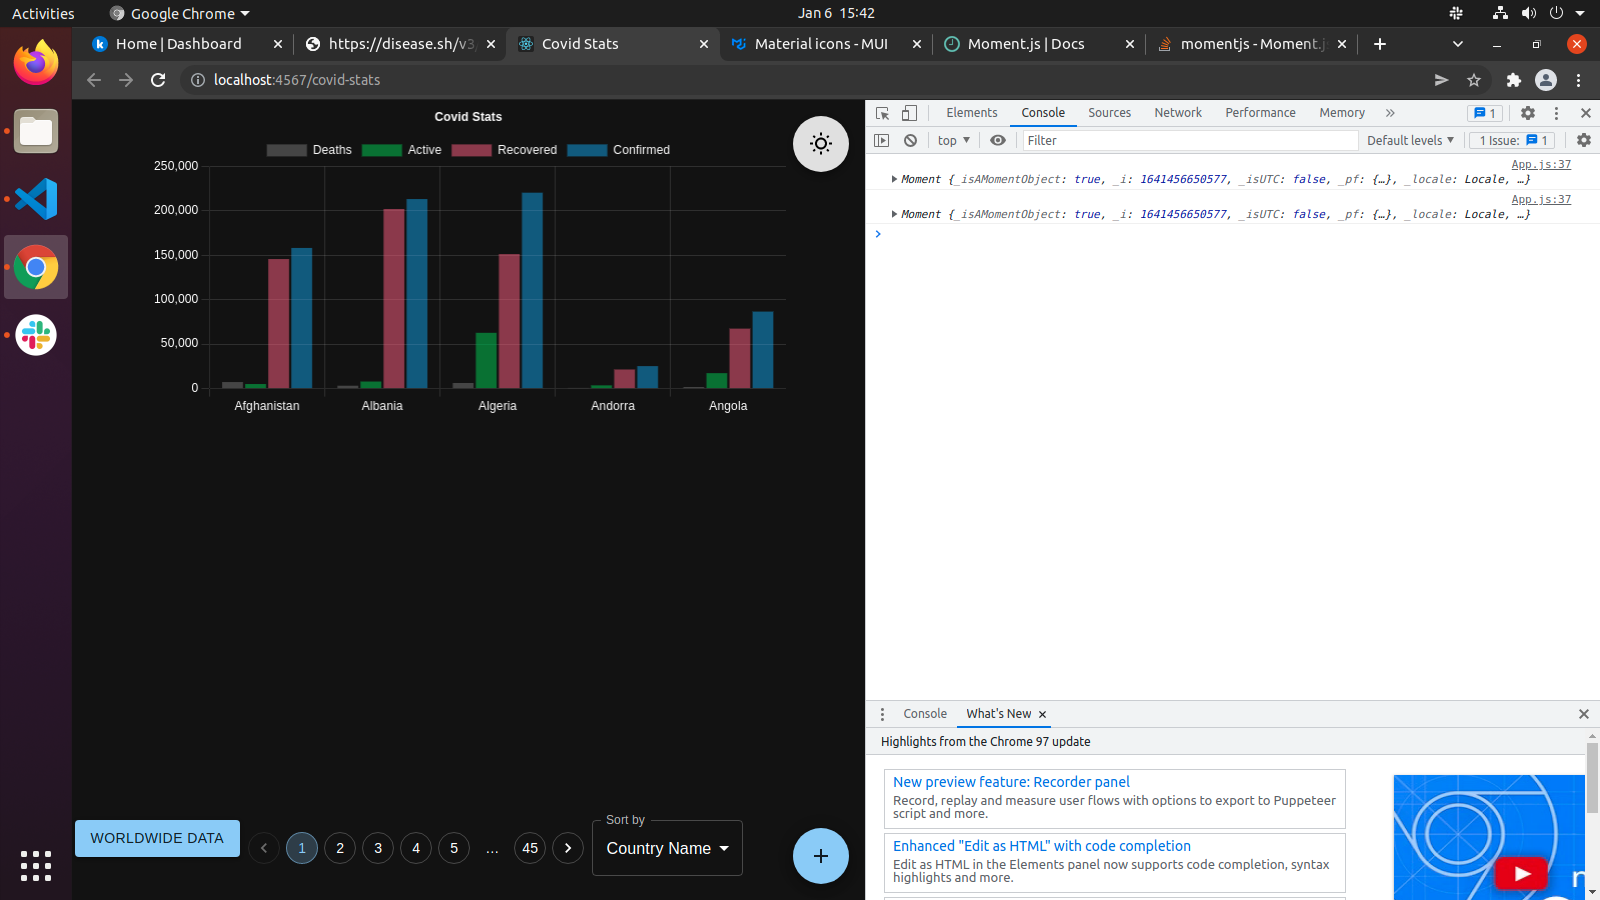 Activities Google Chrome Jan 6 15:42
Home | Dashboard https://disease.sh/v3 Covid Stats Material icons - MUI Moment.js | Docs momentjs - Moment.j
localhost:4567/covid-stats
Covid Stats
Deaths Active Recovered Confirmed
250,000
200,000
150,000
100,000
50,000
0
Afghanistan Albania Algeria Andorra Angola
WORLDWIDE DATA 1 2 3 4 5 ... 45
Sort by
Country Name
Elements Console Sources Network Performance Memory 1
top Filter Default levels 1 Issue: 1
App.js:37
Moment {_isAMomentObject: true, _i: 1641456650577, _isUTC: false, _pf: {…}, _locale: Locale, …}
App.js:37
Moment {_isAMomentObject: true, _i: 1641456650577, _isUTC: false, _pf: {…}, _locale: Locale, …}
Console What's New
Highlights from the Chrome 97 update
New preview feature: Recorder panel
Record, replay and measure user flows with options to export to Puppeteer
script and more.
Enhanced "Edit as HTML" with code completion
Edit as HTML in the Elements panel now supports code completion, syntax
highlights and more.